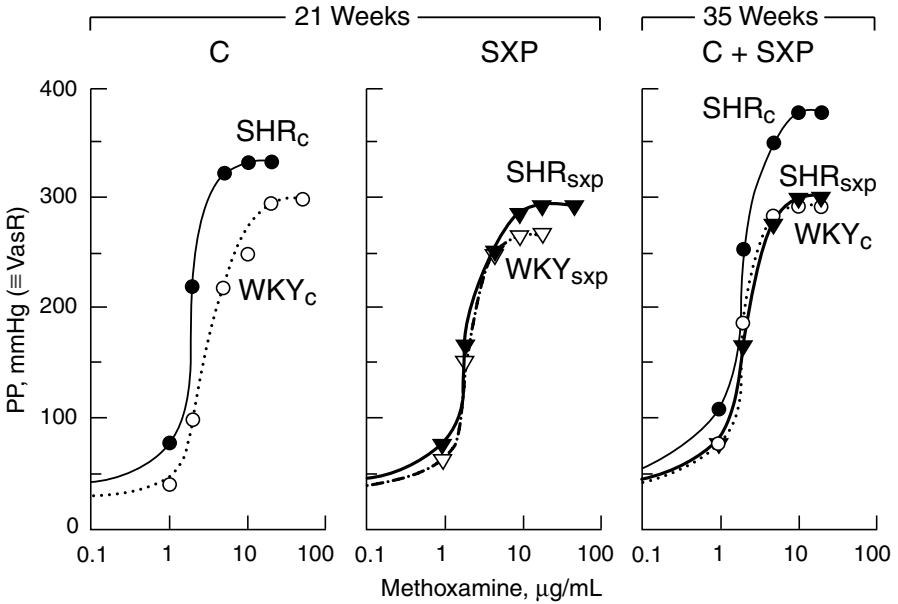 21 Weeks 35 Weeks
C SXP C + SXP
400
300
200
100
0
PP, mmHg (≡ VasR)
SHRc
WKYc
SHRsxp
WKYsxp
SHRc
SHRsxp
WKYc
0.1 1 10 100 0.1 1 10 100 0.1 1 10 100
Methoxamine, μg/mL